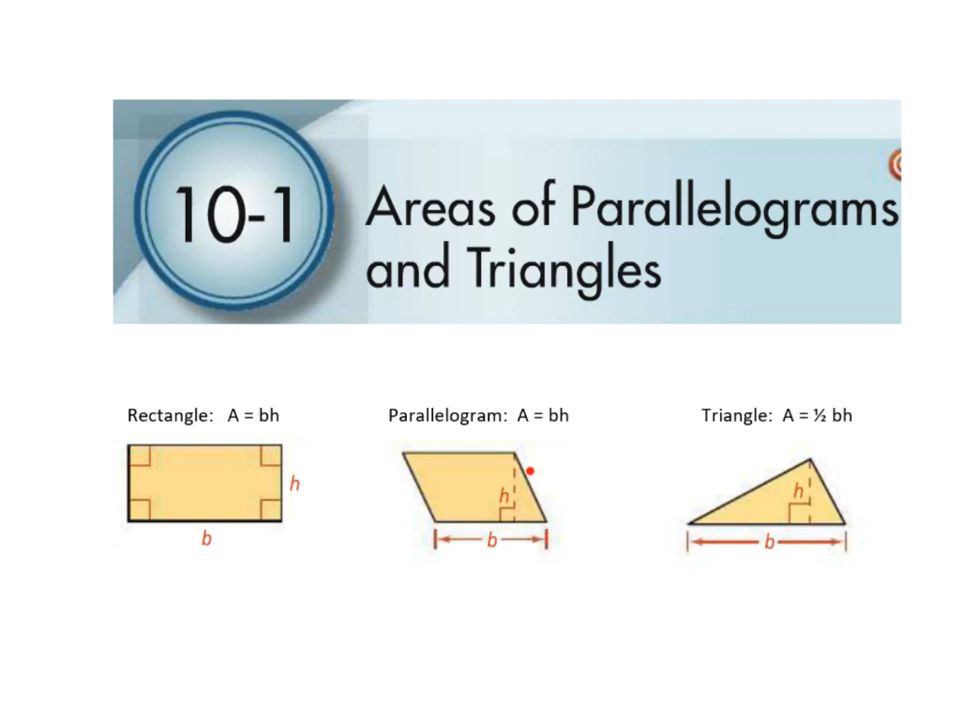 10-1
Areas of Parallelograms
and Triangles
Rectangle: A = bh
Parallelogram: A = bh
Triangle: A = ½ bh
h
b
h
b
h
b